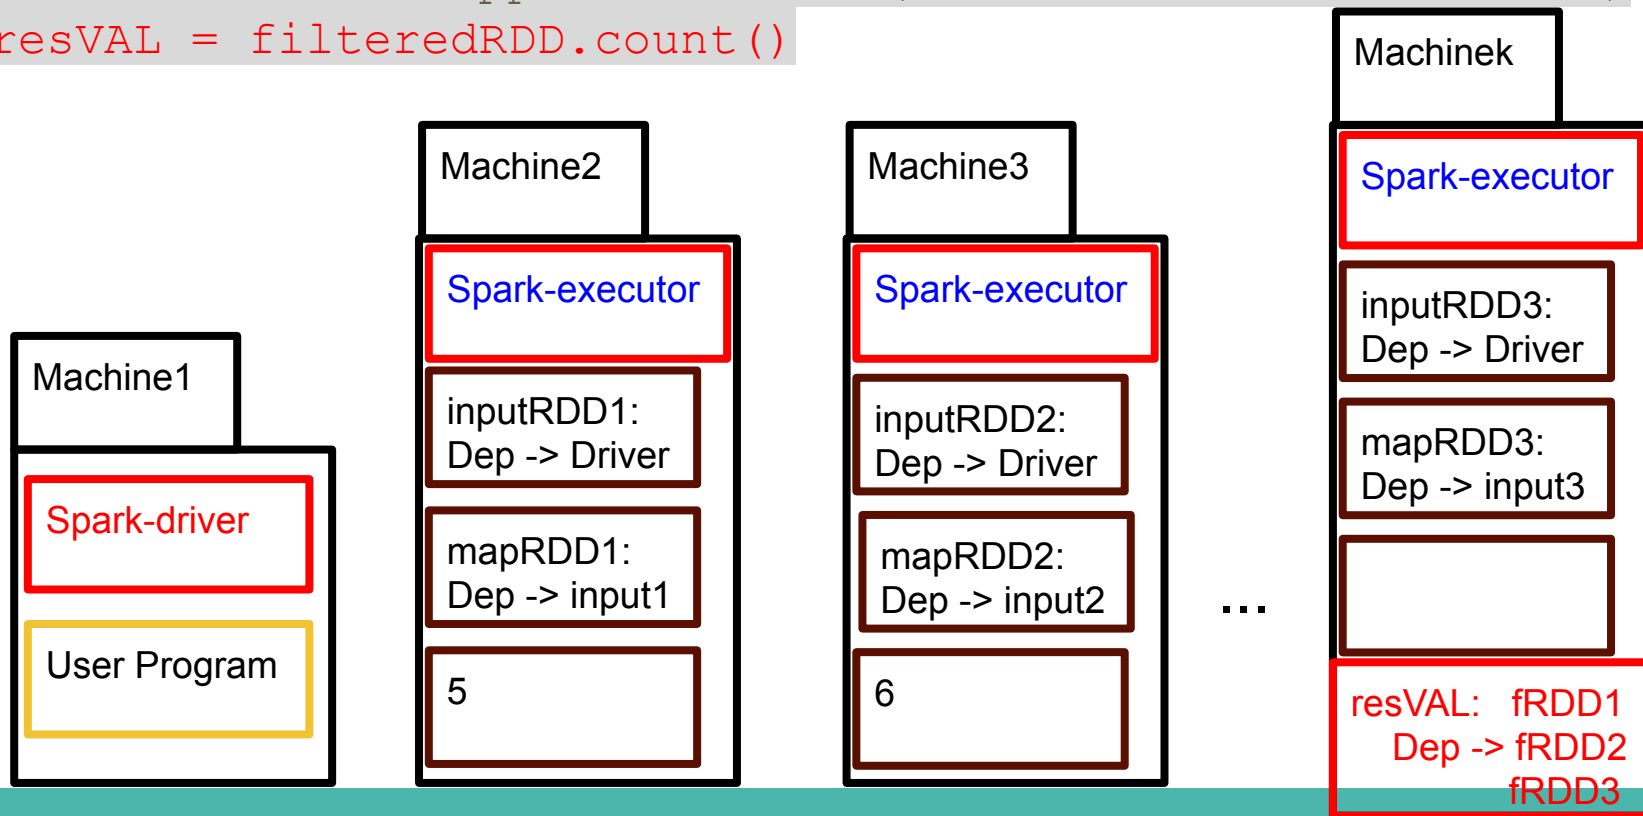 resVAL = filteredRDD.count()
Machine1
Spark-driver
User Program
Machine2
Spark-executor
inputRDD1:
Dep -> Driver
mapRDD1:
Dep -> input1
5
Machine3
Spark-executor
inputRDD2:
Dep -> Driver
mapRDD2:
Dep -> input2
6
...
Machinek
Spark-executor
inputRDD3:
Dep -> Driver
mapRDD3:
Dep -> input3
resVAL: fRDD1
Dep -> fRDD2
fRDD3